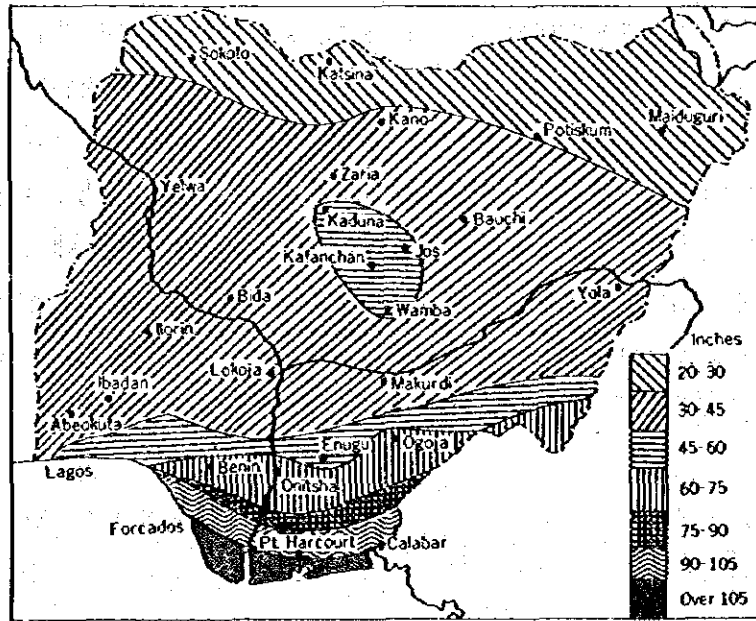 Sokoto
Katsina
Kano
Potiskum
Maiduguri
Zaria
Yelwa
Kaduna
Bauchi
Jos
Kafanchan
Bida
Wamba
Yola
Ilorin
Inches
Lokoja
Makurdi
20-30
Ibadan
30-45
Abeokuta
45-60
Enugu
Ogoja
Lagos
Benin
Onitsha
60-75
Forcados
75-90
Pt. Harcourt
Calabar
90-105
Over 105